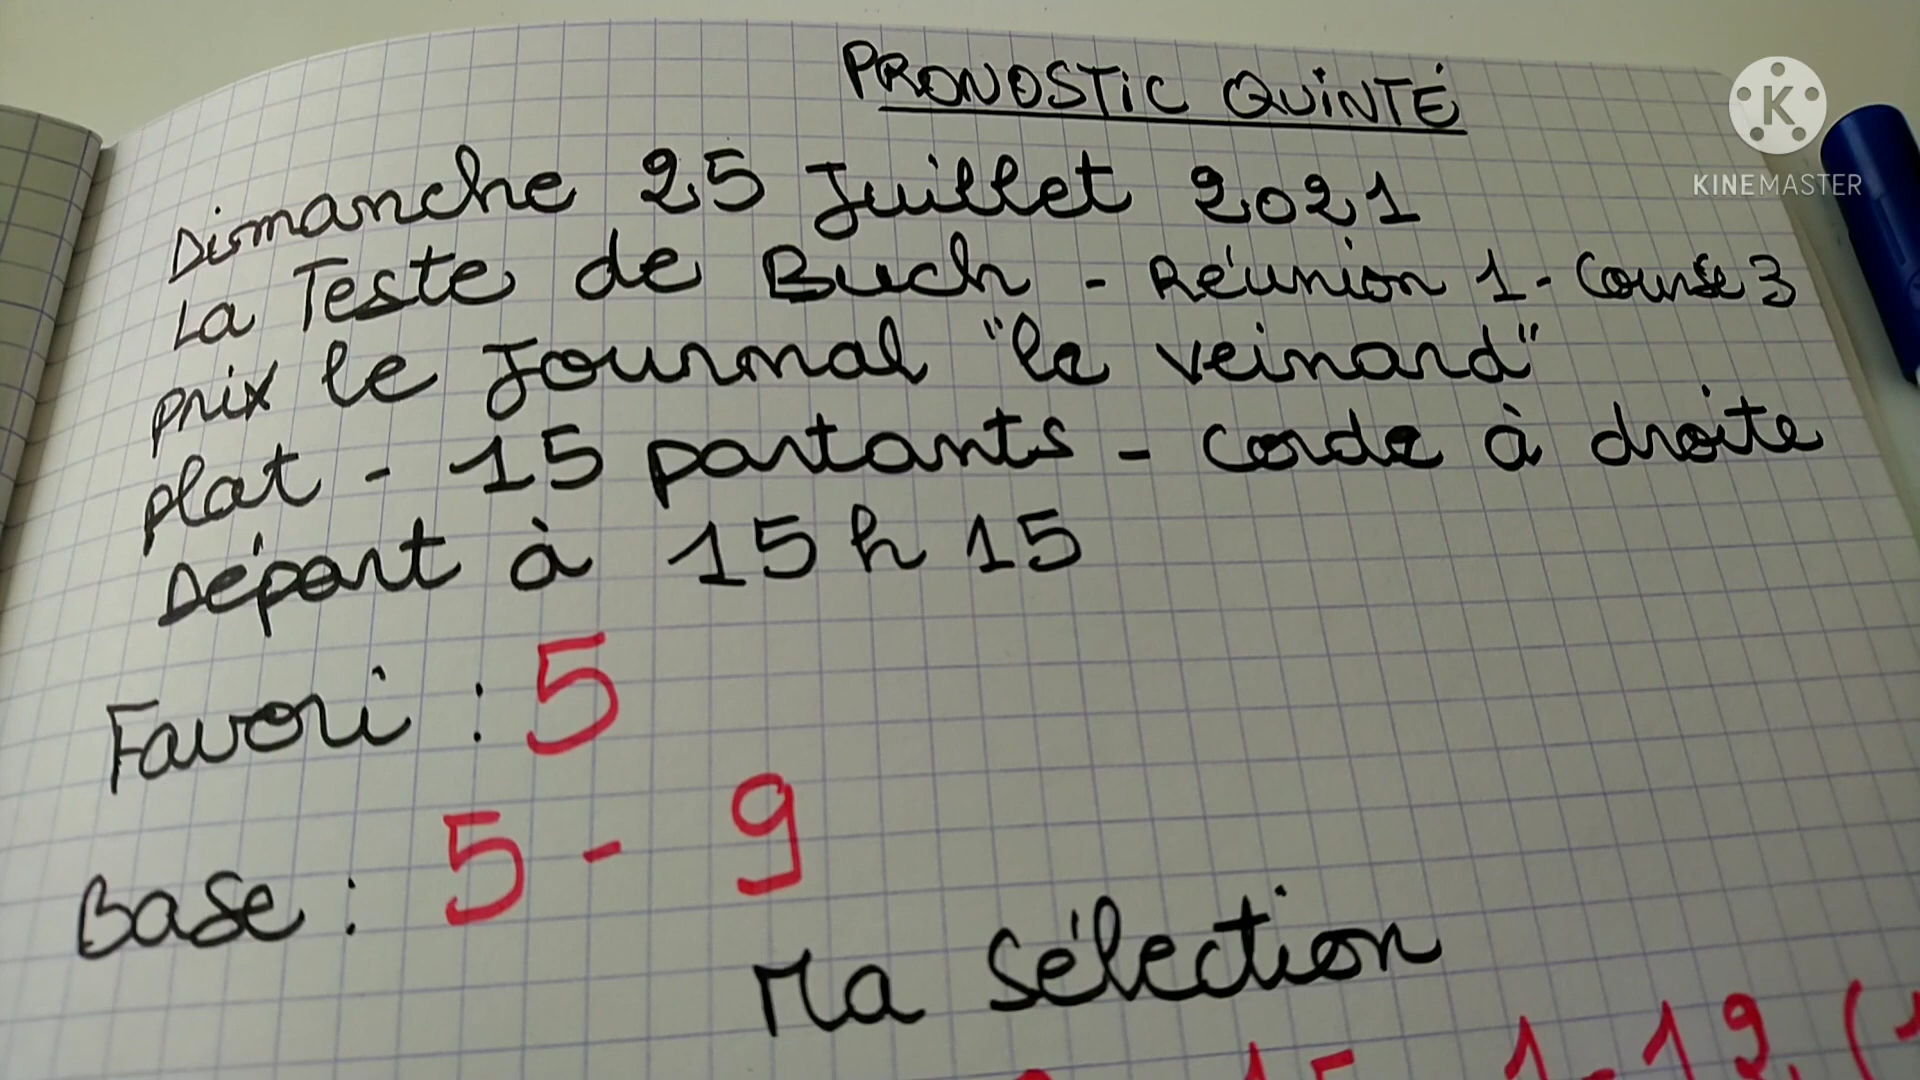 PRONOSTIC QUINTÉ
K
KINEMASTER
Dimanche 25 Juillet 2021
La Teste de Buch - Réunion 1 - Course 3
prix le Journal "le veinard"
plat - 15 partants - corde à droite
Départ à 15 h 15
Favori : 5
Base : 5 - 9
Ma sélection